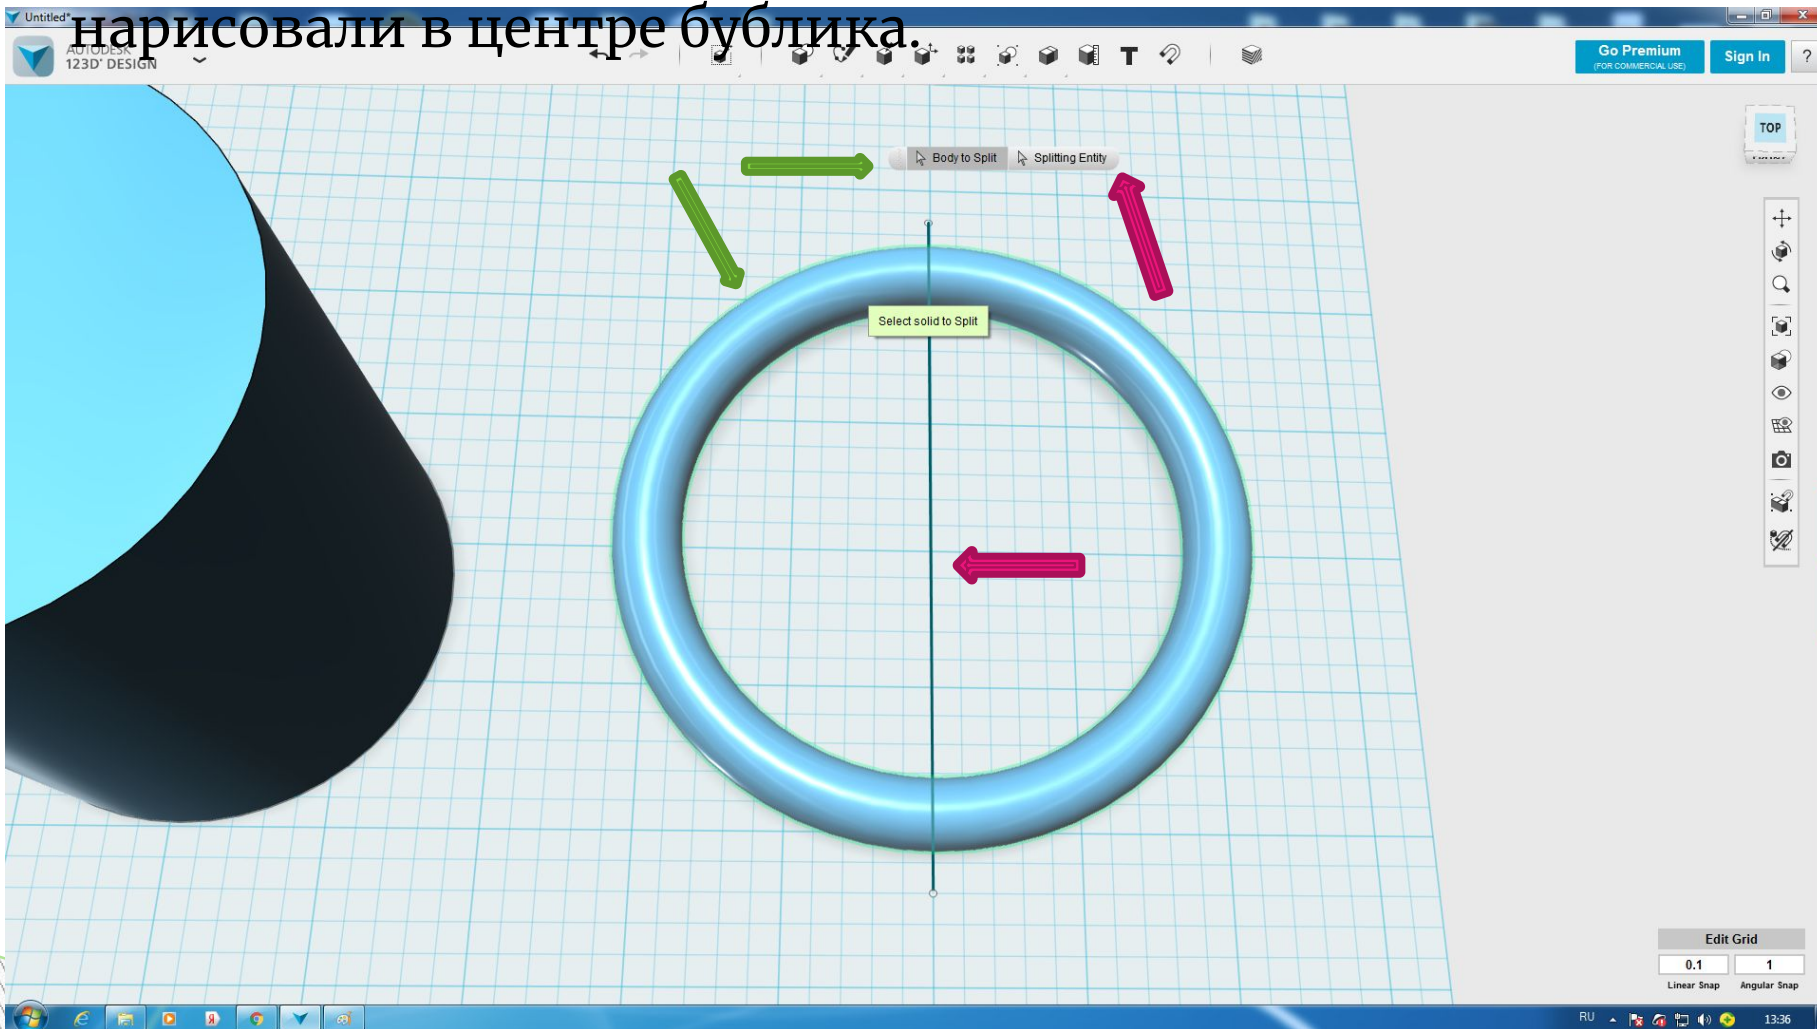 Untitled*
нарисовали в центре бублика.
AUTODESK
123D® DESIGN
T
Go Premium
(FOR COMMERCIAL USE)
Sign In
?
TOP
Body to Split
Splitting Entity
Select solid to Split
Edit Grid
0.1
1
Linear Snap
Angular Snap
RU
13:36